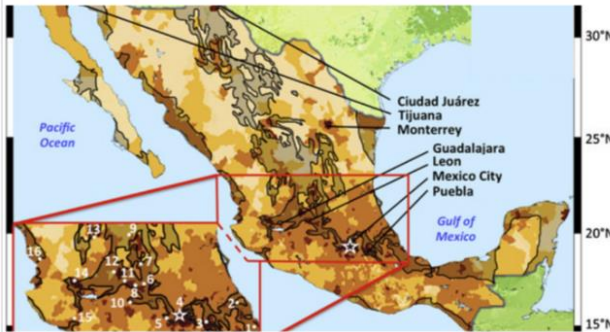 30°N
Ciudad Juárez
Tijuana
Monterrey
Pacific
Ocean
25°N
Guadalajara
Leon
Mexico City
Puebla
Gulf of
Mexico
20°N
13
9
16
12
7
14
11
6
8
10
4
2
15
5
3
1
15°N